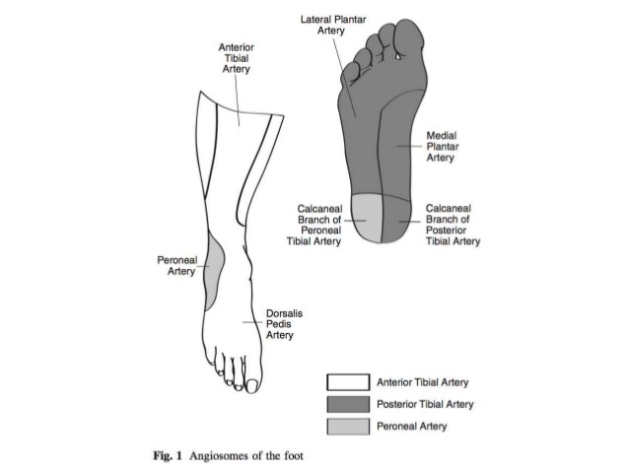 Lateral Plantar
Artery
Anterior
Tibial
Artery
Medial
Plantar
Artery
Calcaneal
Branch of
Peroneal
Tibial Artery
Calcaneal
Branch of
Posterior
Tibial Artery
Peroneal
Artery
Dorsalis
Pedis
Artery
Anterior Tibial Artery
Posterior Tibial Artery
Peroneal Artery
Fig. 1 Angiosomes of the foot